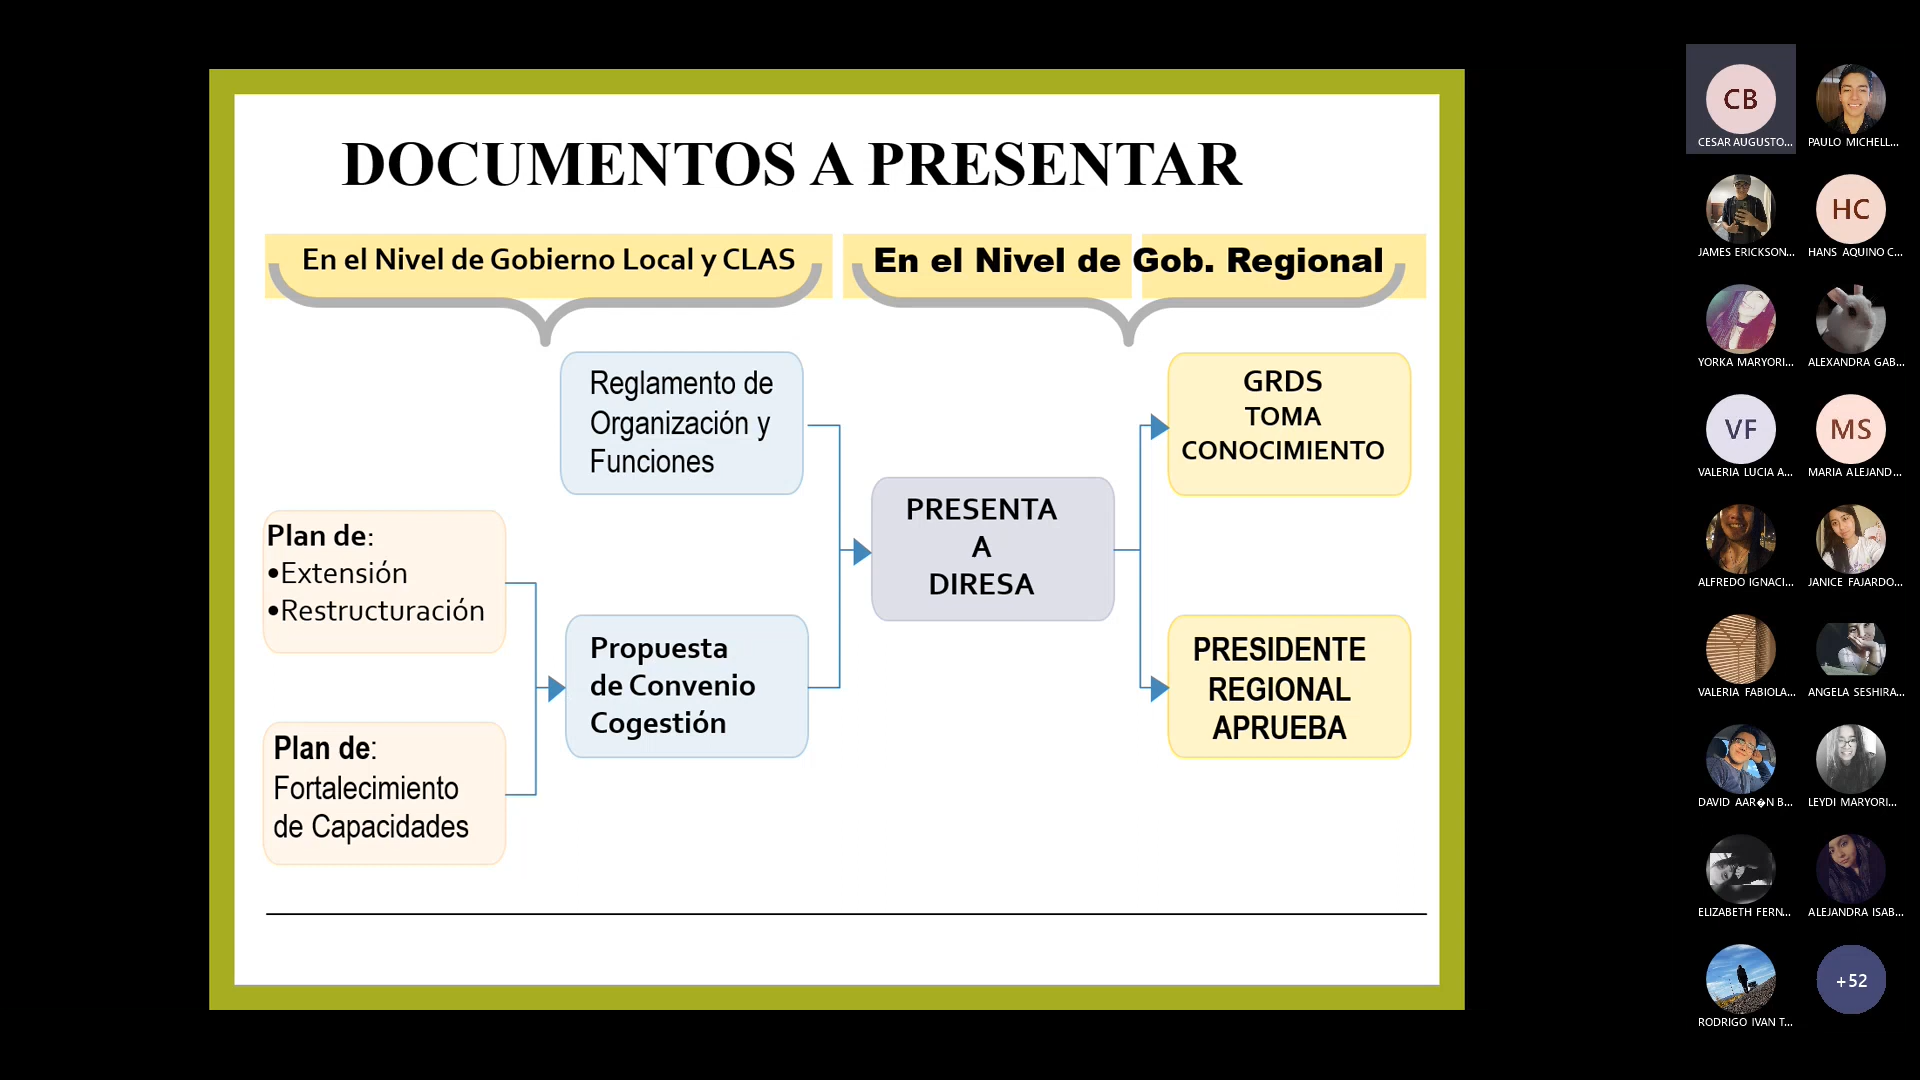 DOCUMENTOS A PRESENTAR
En el Nivel de Gobierno Local y CLAS
En el Nivel de Gob. Regional
Reglamento de
Organización y
Funciones
Plan de:
•Extensión
•Restructuración
Propuesta
de Convenio
Cogestión
Plan de:
Fortalecimiento
de Capacidades
PRESENTA
A
DIRESA
GRDS
TOMA
CONOCIMIENTO
PRESIDENTE
REGIONAL
APRUEBA
CB
CESAR AUGUSTO...
PAULO MICHELL...
JAMES ERICKSON...
HC
HANS AQUINO C...
YORKA MARYORI...
ALEXANDRA GAB...
VF
VALERIA LUCIA A...
MS
MARIA ALEJAND...
ALFREDO IGNACI...
JANICE FAJARDO...
VALERIA FABIOLA...
ANGELA SESHIRA...
DAVID AAR�N B...
LEYDI MARYORI...
ELIZABETH FERN...
ALEJANDRA ISAB...
RODRIGO IVAN T...
+52